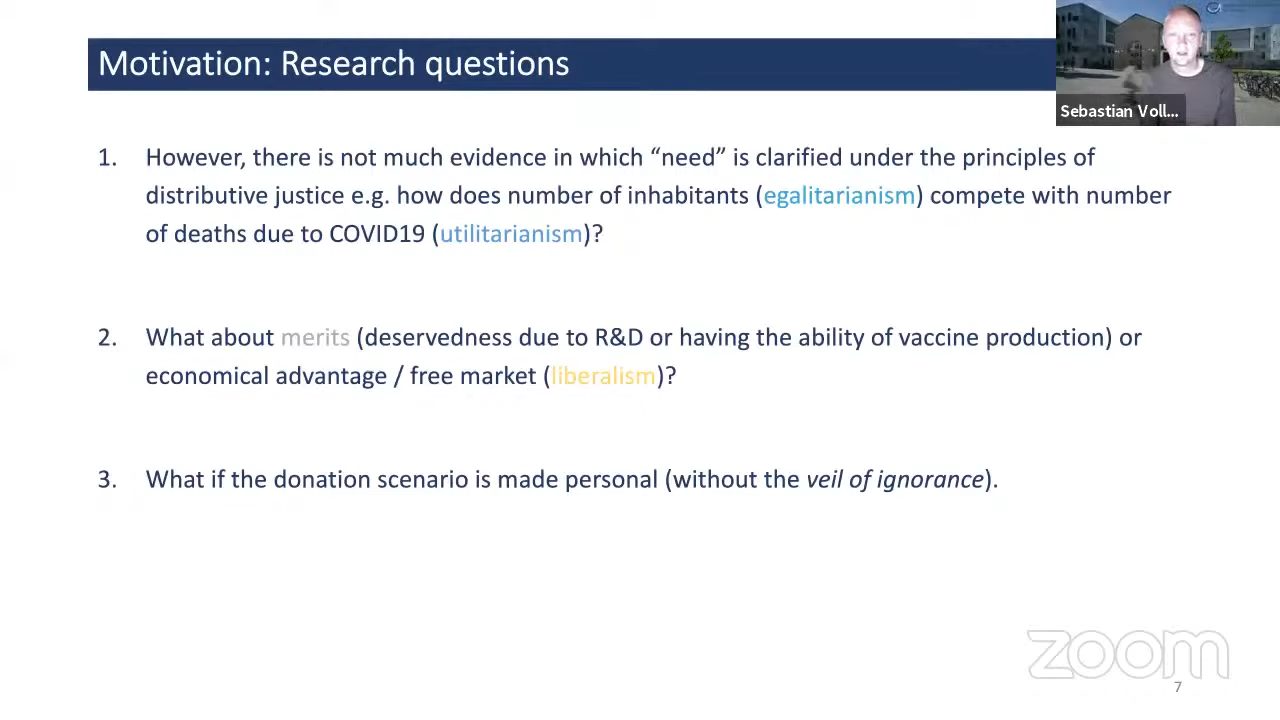 Motivation: Research questions
Sebastian Voll...
1. However, there is not much evidence in which “need” is clarified under the principles of
distributive justice e.g. how does number of inhabitants (egalitarianism) compete with number
of deaths due to COVID19 (utilitarianism)?
2. What about merits (deservedness due to R&D or having the ability of vaccine production) or
economical advantage / free market (liberalism)?
3. What if the donation scenario is made personal (without the veil of ignorance).
zoom
7